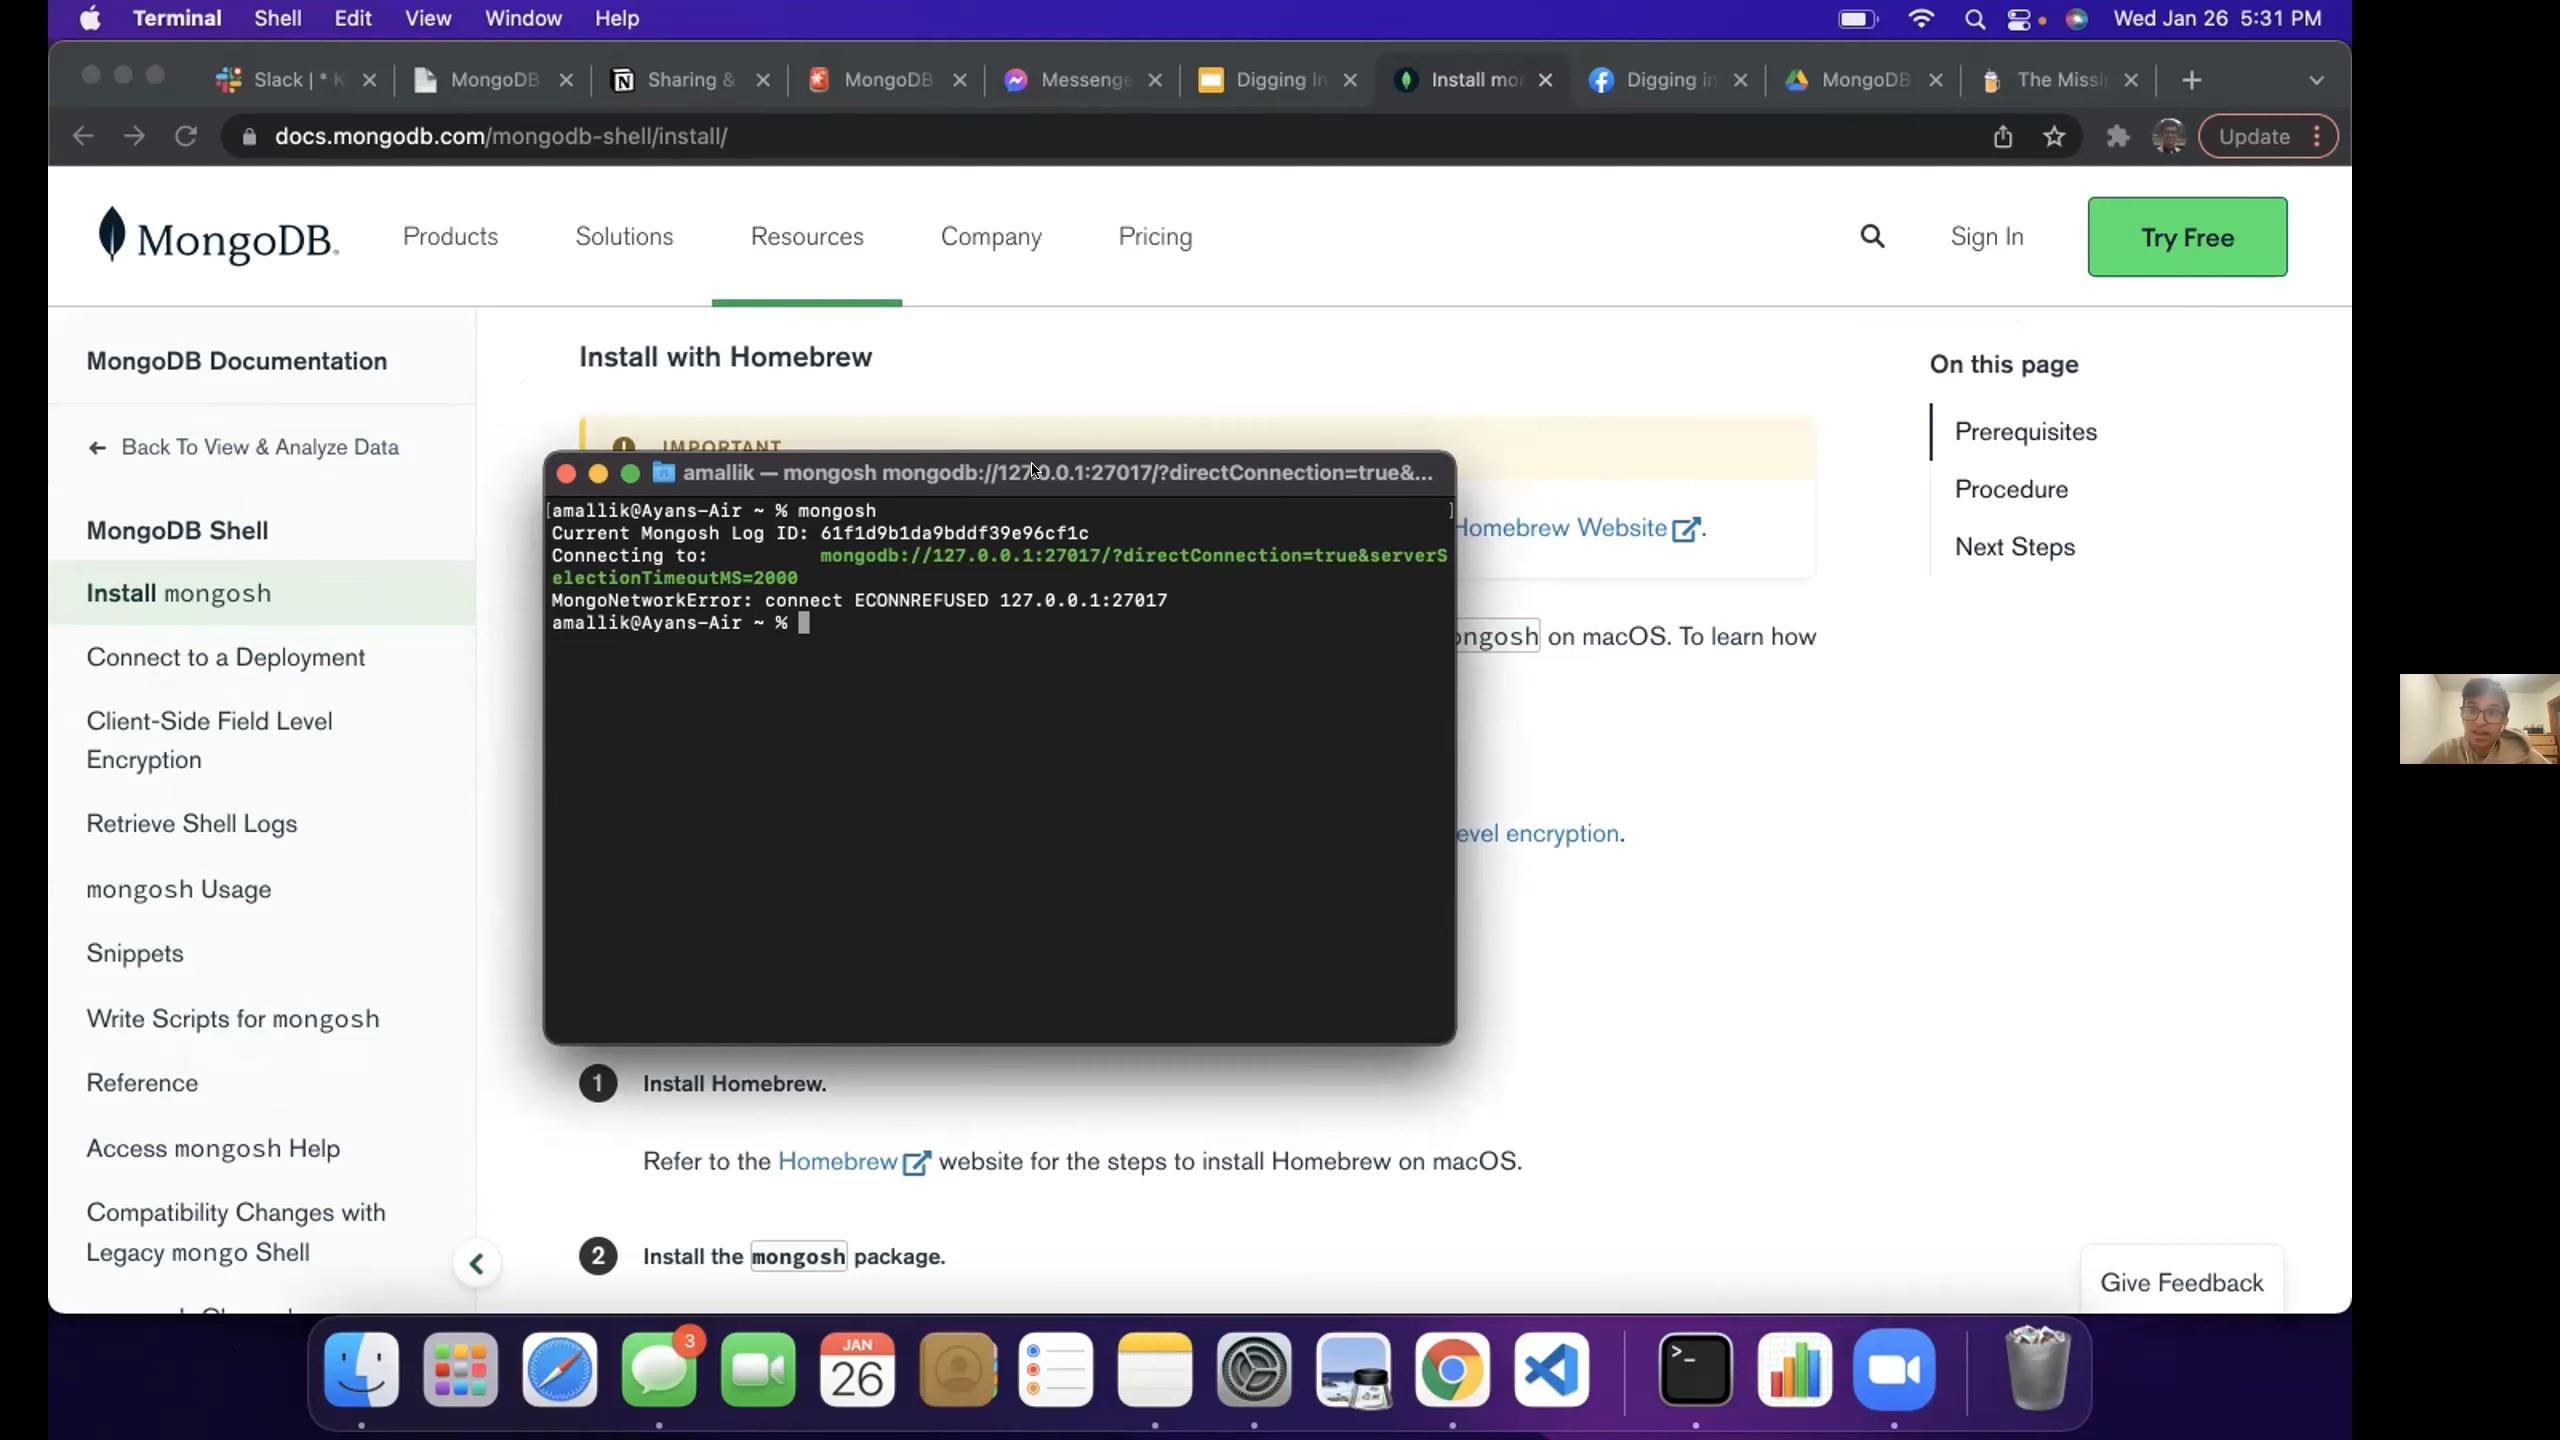 Terminal Shell Edit View Window Help
Wed Jan 26 5:31 PM
Slack | * K
MongoDB
Sharing &
MongoDB
Messenge
Digging In
Install mo
Digging in
MongoDB
The Missi
docs.mongodb.com/mongodb-shell/install/
Update
MongoDB.
Products
Solutions
Resources
Company
Pricing
Sign In
Try Free
MongoDB Documentation
Back To View & Analyze Data
MongoDB Shell
Install mongosh
Connect to a Deployment
Client-Side Field Level
Encryption
Retrieve Shell Logs
mongosh Usage
Snippets
Write Scripts for mongosh
Reference
Access mongosh Help
Compatibility Changes with
Legacy mongo Shell
Install with Homebrew
IMPORTANT
Homebrew Website.
ongosh on macOS. To learn how
evel encryption.
amallik — mongosh mongodb://127.0.0.1:27017/?directConnection=true&...
[amallik@Ayans-Air ~ % mongosh ]
Current Mongosh Log ID: 61f1d9b1da9bddf39e96cf1c
Connecting to: mongodb://127.0.0.1:27017/?directConnection=true&serverS
electionTimeoutMS=2000
MongoNetworkError: connect ECONNREFUSED 127.0.0.1:27017
amallik@Ayans-Air ~ %
1 Install Homebrew.
Refer to the Homebrew website for the steps to install Homebrew on macOS.
2 Install the mongosh package.
On this page
Prerequisites
Procedure
Next Steps
Give Feedback
3
JAN
26
>_